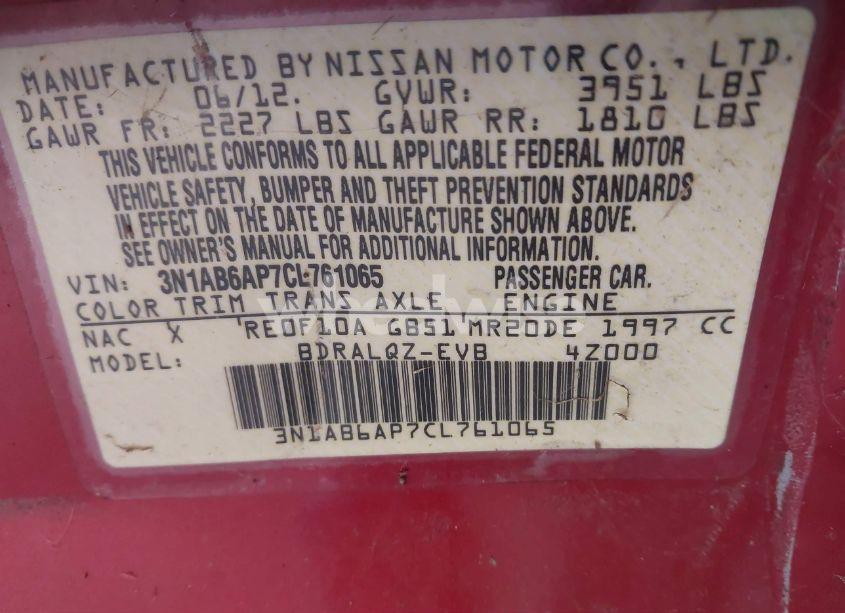 MANUFACTURED BY NISSAN MOTOR CO., LTD.
DATE: 06/12. GVWR: 3951 LBS
GAWR FR: 2227 LBS GAWR RR: 1810 LBS
THIS VEHICLE CONFORMS TO ALL APPLICABLE FEDERAL MOTOR
VEHICLE SAFETY, BUMPER AND THEFT PREVENTION STANDARDS
IN EFFECT ON THE DATE OF MANUFACTURE SHOWN ABOVE.
SEE OWNER'S MANUAL FOR ADDITIONAL INFORMATION.
VIN: 3N1AB6AP7CL761065 PASSENGER CAR.
COLOR TRIM TRANS AXLE ENGINE
NAC X RE0F10A GB51 MR20DE 1997 CC
MODEL: BDRALQZ-EVB 4Z000
3N1AB6AP7CL761065